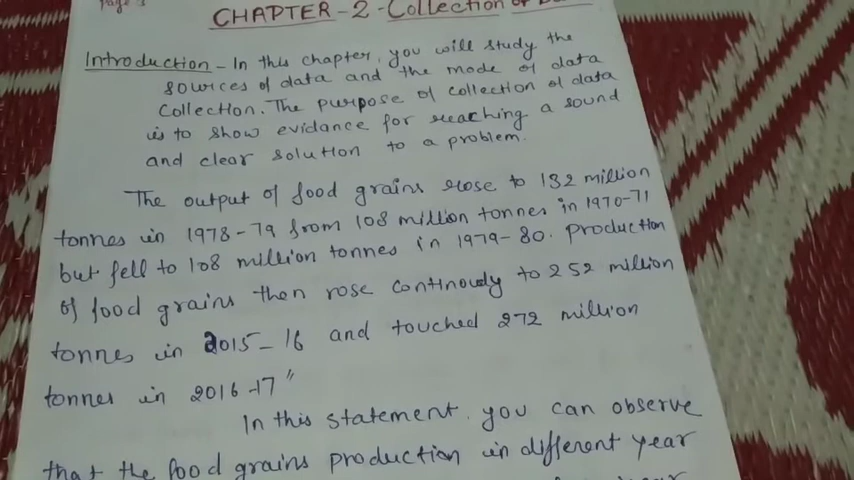 Page 3
CHAPTER-2-Collection of
Introduction - In this chapter, you will study the
sources of data and the mode of data
Collection. The purpose of collection of data
is to show evidance for reaching a sound
and clear solution to a problem.
The output of food grains rose to 132 million
tonnes in 1978-79 from 108 million tonnes in 1970-71
but fell to 108 million tonnes in 1979-80. Production
of food grains then rose continously to 252 million
tonnes in 2015-16 and touched 272 million
tonnes in 2016-17"
In this statement, you can observe
that the food grains production in different year